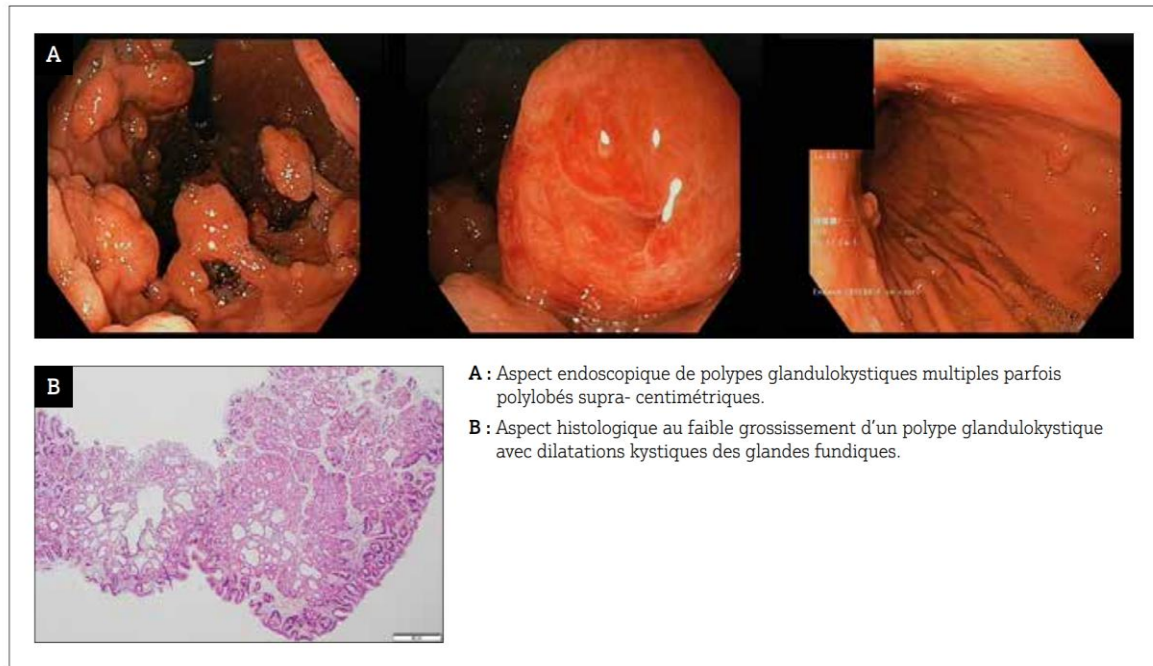 A
B
A : Aspect endoscopique de polypes glandulokystiques multiples parfois
polylobés supra- centimétriques.
B : Aspect histologique au faible grossissement d'un polype glandulokystique
avec dilatations kystiques des glandes fundiques.